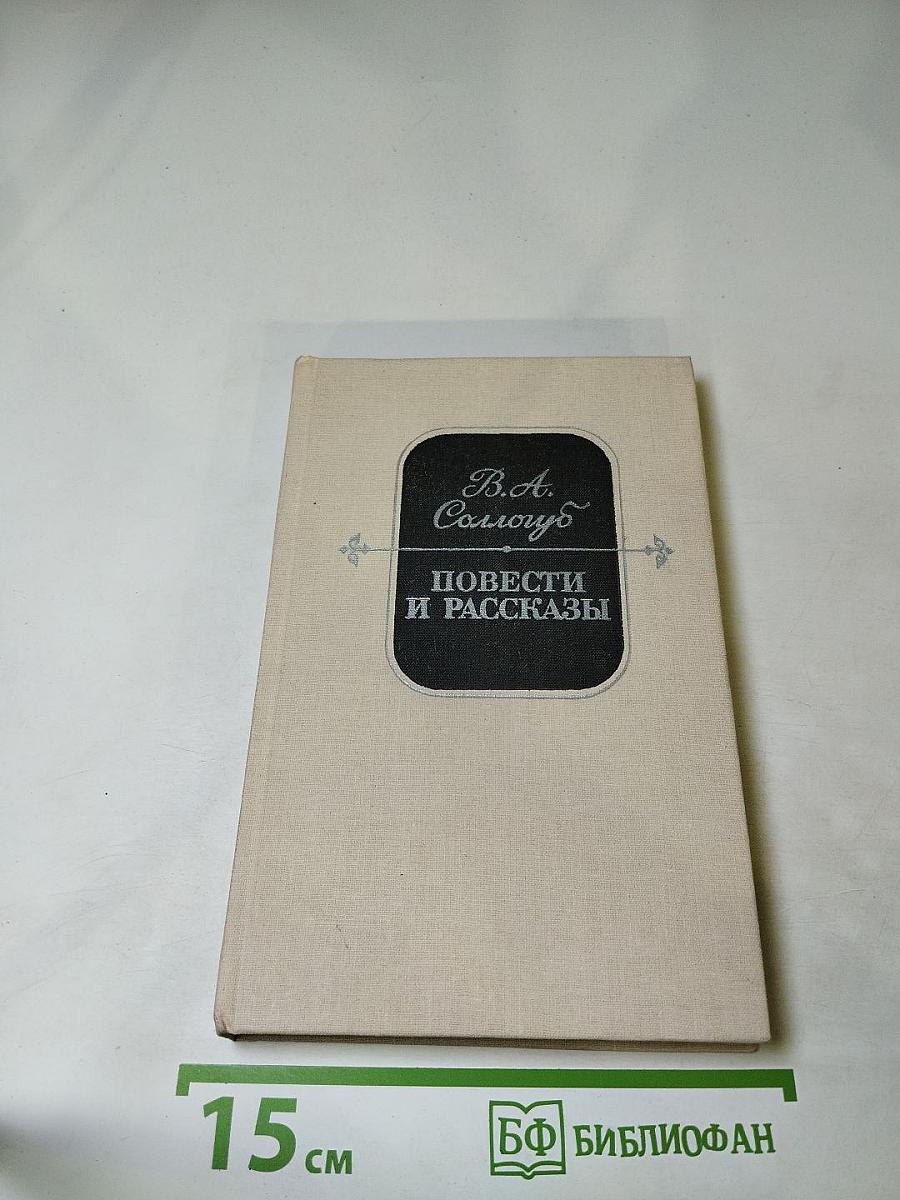 В. А.
Соллогуб
ПОВЕСТИ
И РАССКАЗЫ
15 см
БФ БИБЛИОФАН